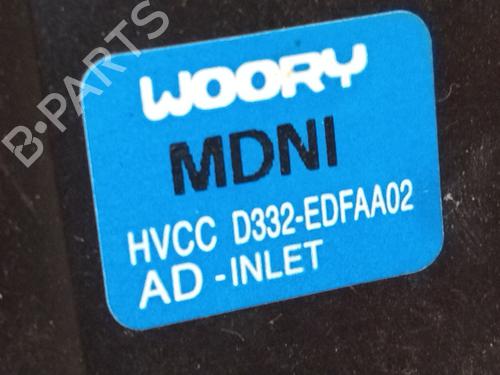 WOORY
MDNI
HVCC D332-EDFAA02
AD -INLET
B-PARTS